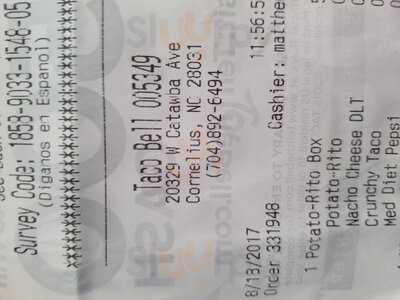 Survey Code: 1853-9033-1548-05
(Díganos en Espanol)
Taco Bell 005349
20329 W Catawba Ave
Cornelius, NC 28031
(704)892-6494
8/13/2017 11:56:5
Order 331948 Cashier: matthe
1 Potato-Rito Box
Potato-Rito
Nacho Cheese DLT
Crunchy Taco
Med Diet Pepsi